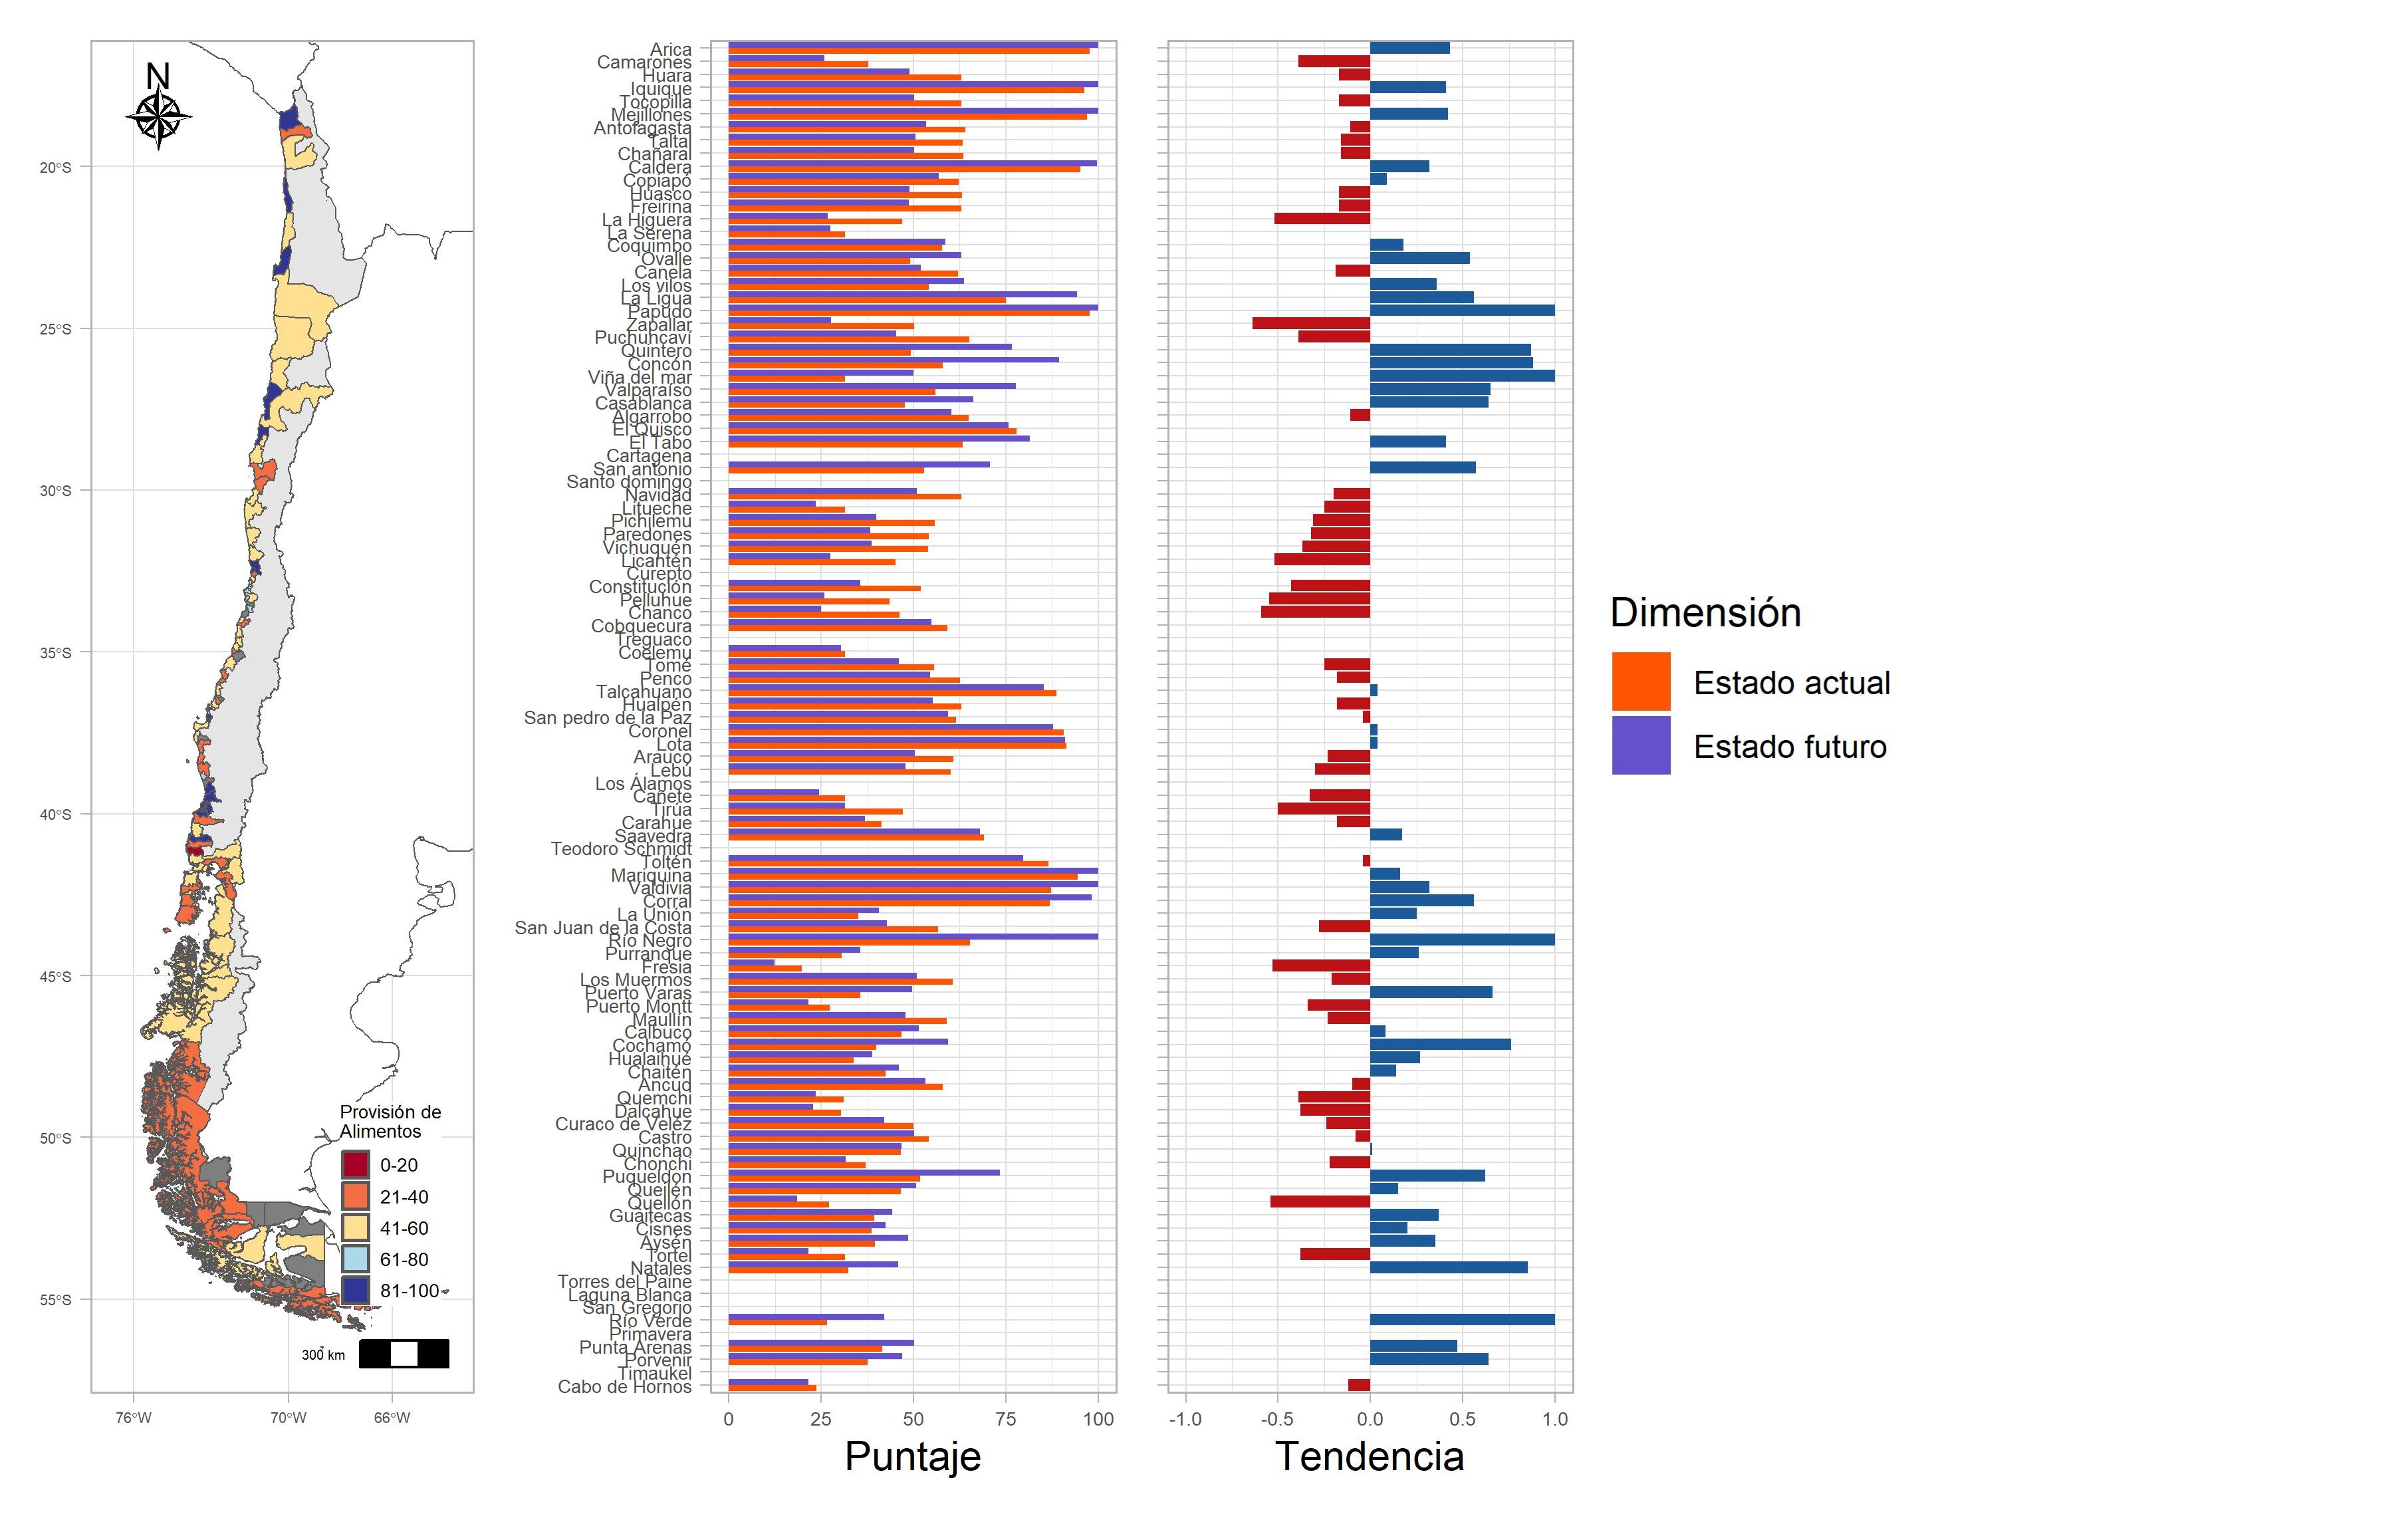 N
20°S
25°S
30°S
35°S
40°S
45°S
50°S
55°S
76°W
70°W
66°W
Provisión de
Alimentos
0-20
21-40
41-60
61-80
81-100
300 km
Arica
Camarones
Huara
Iquique
Tocopilla
Mejillones
Antofagasta
Taltal
Chañaral
Caldera
Copiapó
Huasco
Freirina
La Higuera
La Serena
Coquimbo
Ovalle
Canela
Los vilos
La Ligua
Papudo
Zapallar
Puchuncaví
Quintero
Concón
Viña del mar
Valparaíso
Casablanca
Algarrobo
El Quisco
El Tabo
Cartagena
San antonio
Santo domingo
Navidad
Litueche
Pichilemu
Paredones
Vichuquén
Licantén
Curepto
Constitución
Pelluhue
Chanco
Cobquecura
Treguaco
Coelemu
Tomé
Penco
Talcahuano
Hualpén
San pedro de la Paz
Coronel
Lota
Arauco
Lebu
Los Álamos
Cañete
Tirúa
Carahue
Saavedra
Teodoro Schmidt
Toltén
Mariquina
Valdivia
Corral
La Unión
San Juan de la Costa
Río Negro
Purranque
Fresia
Los Muermos
Puerto Varas
Puerto Montt
Maullín
Calbuco
Cochamó
Hualaihué
Chaitén
Ancud
Quemchi
Dalcahue
Curaco de Velez
Castro
Quinchao
Chonchi
Puqueldon
Queilén
Quellón
Guaitecas
Cisnes
Aysén
Tortel
Natales
Torres del Paine
Laguna Blanca
San Gregorio
Río Verde
Primavera
Punta Arenas
Porvenir
Timaukel
Cabo de Hornos
0 25 50 75 100
Puntaje
-1.0 -0.5 0.0 0.5 1.0
Tendencia
Dimensión
Estado actual
Estado futuro